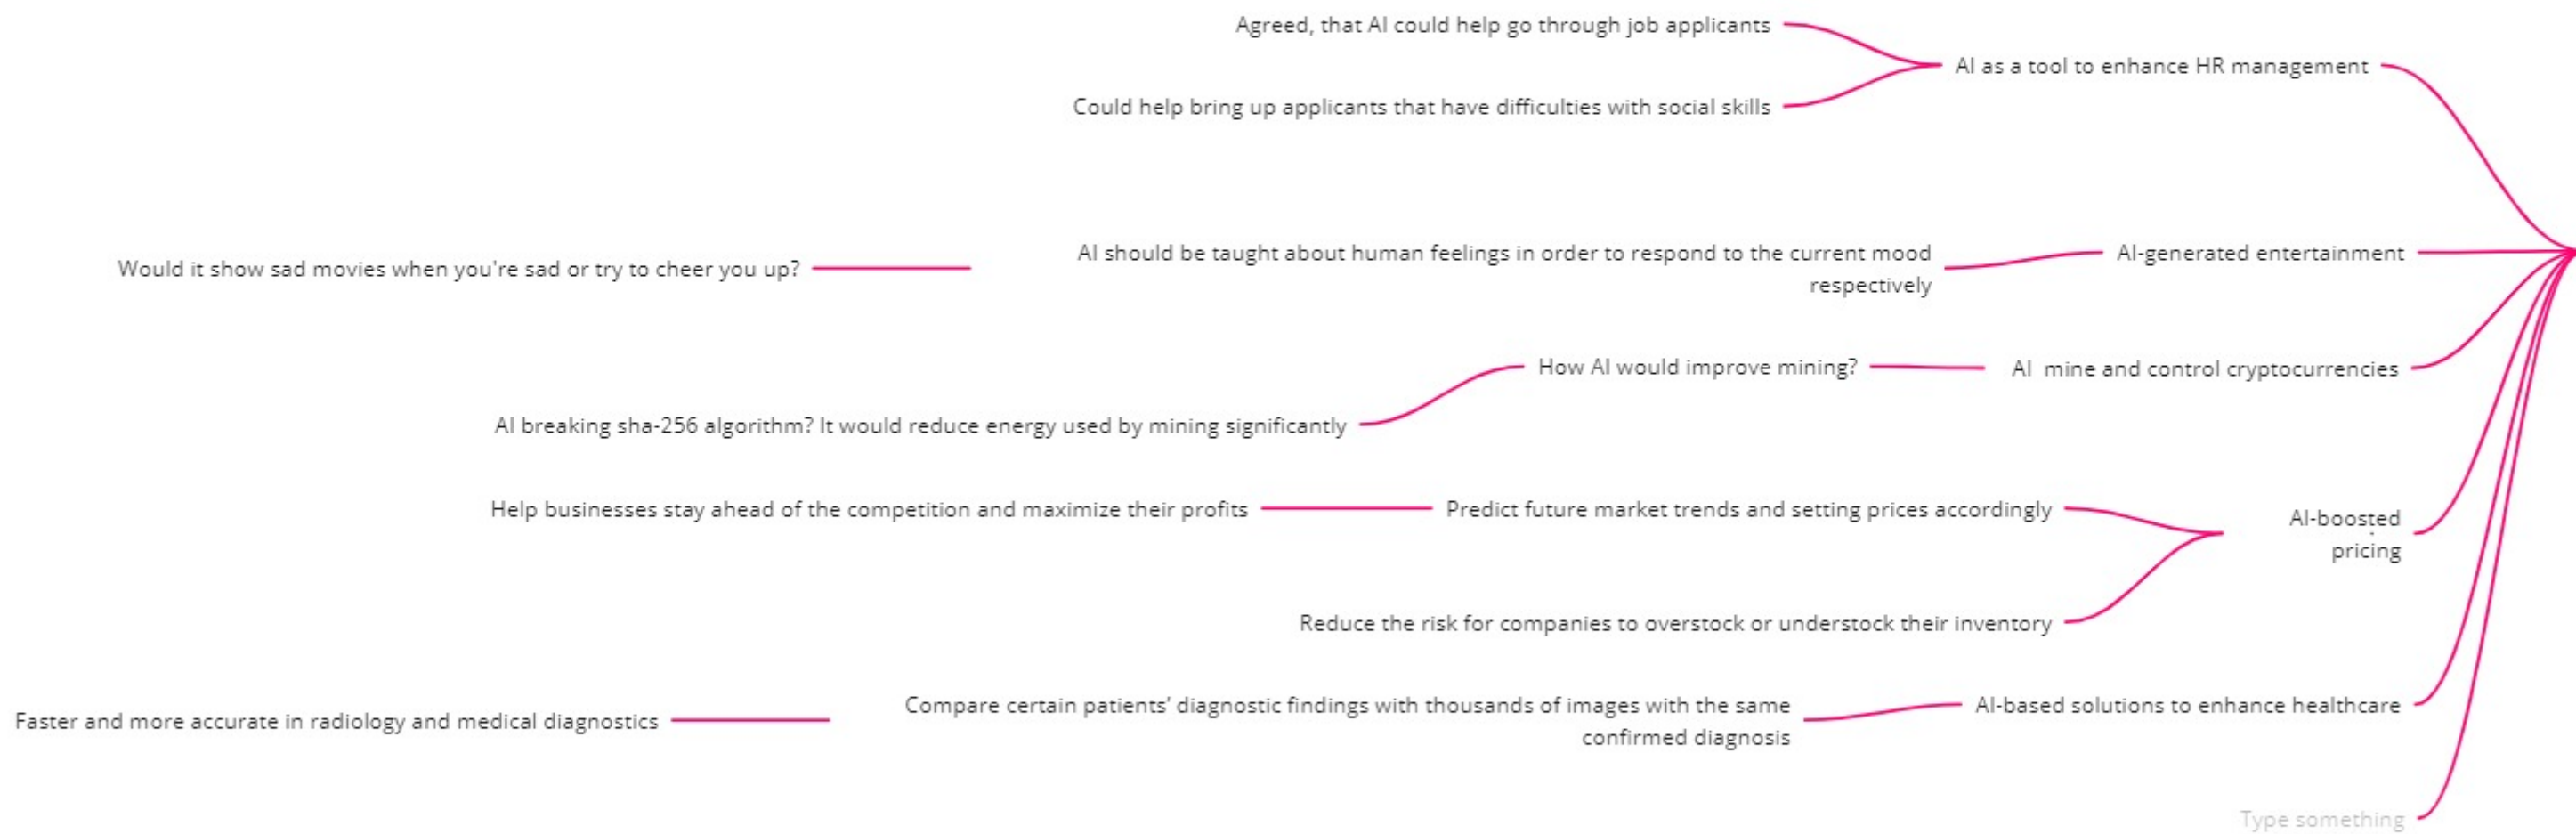 Agreed, that AI could help go through job applicants
AI as a tool to enhance HR management
Could help bring up applicants that have difficulties with social skills
Would it show sad movies when you're sad or try to cheer you up?
AI should be taught about human feelings in order to respond to the current mood
respectively
AI-generated entertainment
How AI would improve mining?
AI  mine and control cryptocurrencies
AI breaking sha-256 algorithm? It would reduce energy used by mining significantly
Help businesses stay ahead of the competition and maximize their profits
Predict future market trends and setting prices accordingly
AI-boosted
pricing
Reduce the risk for companies to overstock or understock their inventory
Faster and more accurate in radiology and medical diagnostics
Compare certain patients’ diagnostic findings with thousands of images with the same
confirmed diagnosis
AI-based solutions to enhance healthcare
Type something